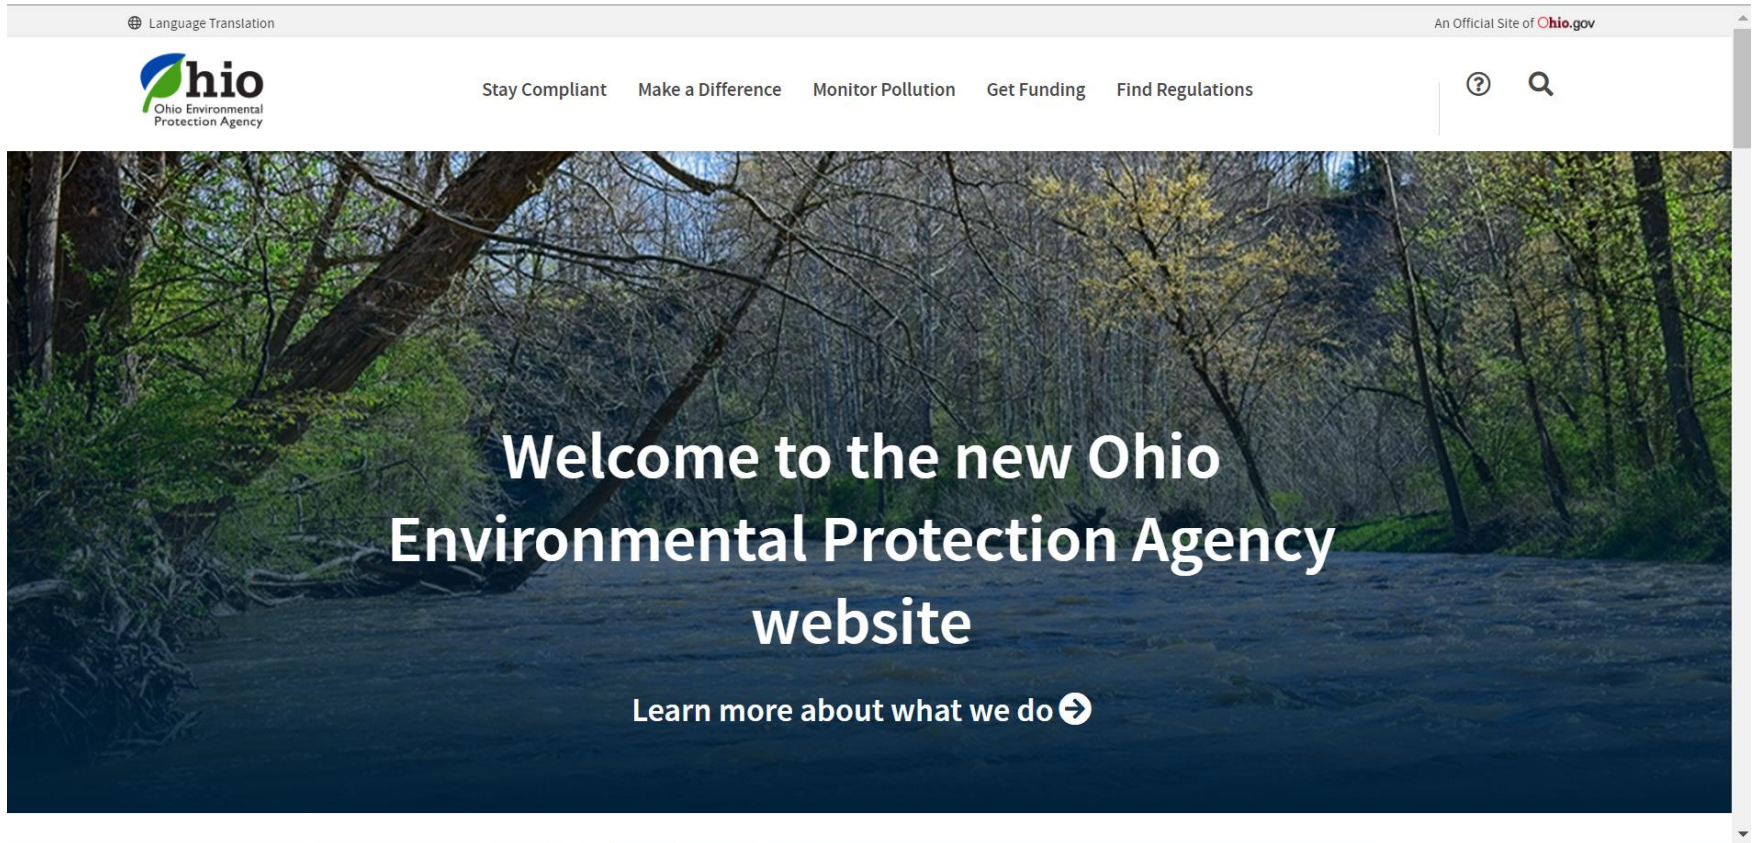 Language Translation
An Official Site of Ohio.gov
Ohio
Ohio Environmental
Protection Agency
Stay Compliant
Make a Difference
Monitor Pollution
Get Funding
Find Regulations
Welcome to the new Ohio
Environmental Protection Agency
website
Learn more about what we do